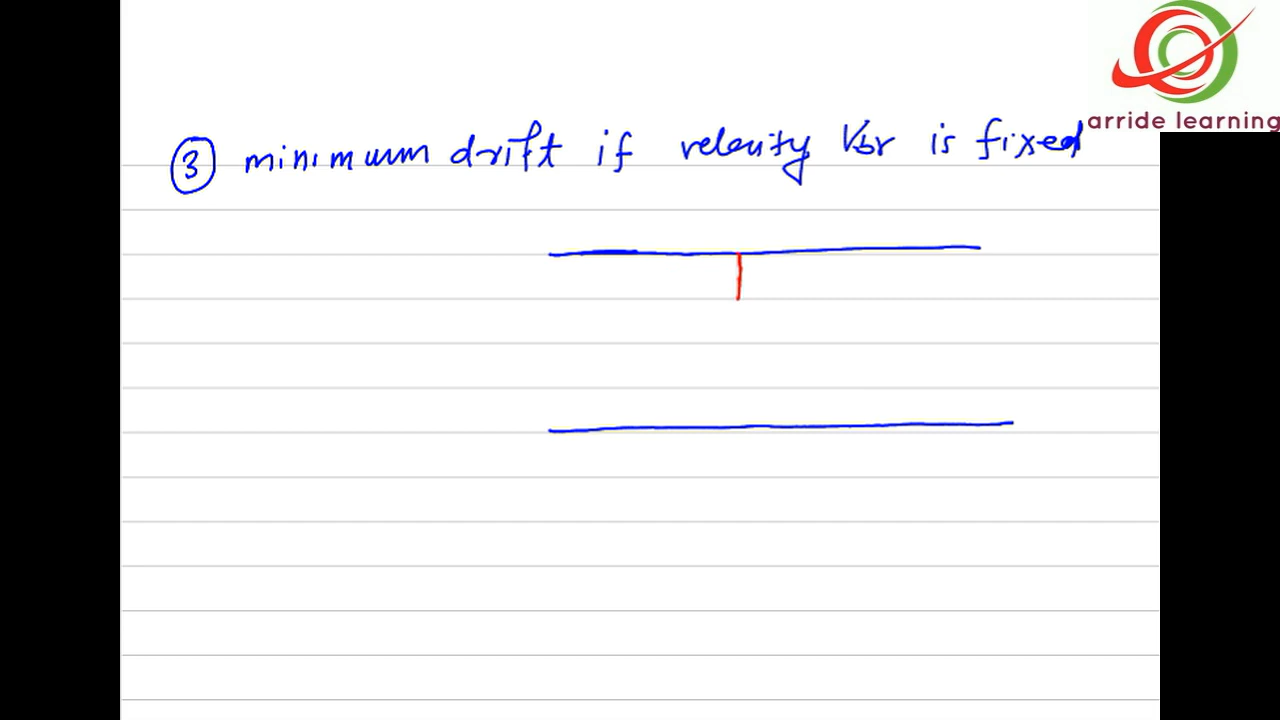 arride learning
③ minimum drift if velocity Vbr is fixed